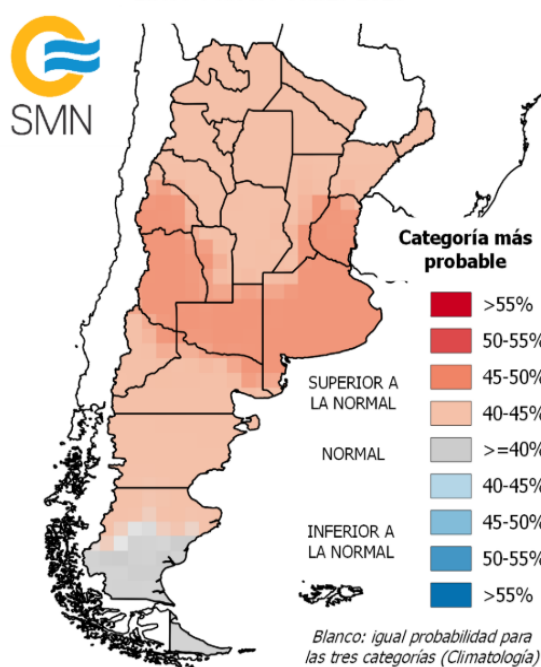 SMN
Categoría más
probable
>55%
50-55%
45-50%
SUPERIOR A
LA NORMAL
40-45%
NORMAL
>=40%
40-45%
45-50%
INFERIOR A
LA NORMAL
50-55%
>55%
Blanco: igual probabilidad para
las tres categorías (Climatología)